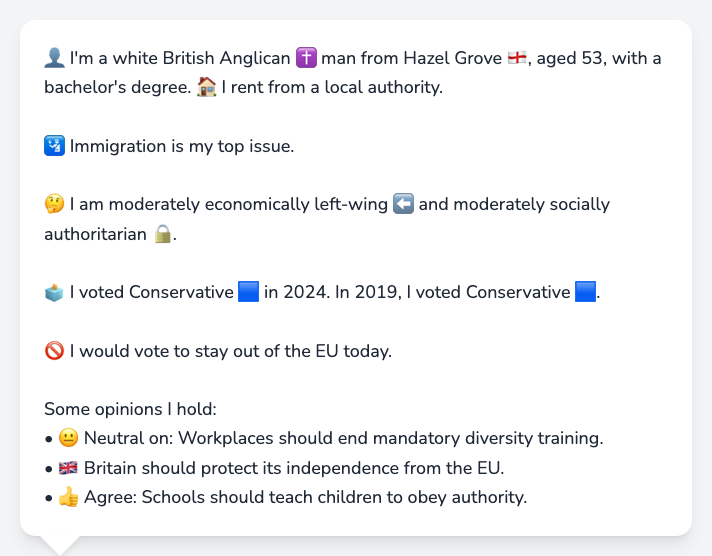 👤 I'm a white British Anglican ✝️ man from Hazel Grove 🏴󠁧󠁢󠁥󠁮󠁧󠁿, aged 53, with a
bachelor's degree. 🏠 I rent from a local authority.
🛂 Immigration is my top issue.
🤔 I am moderately economically left-wing ⬅️ and moderately socially
authoritarian 🔒.
🗳️ I voted Conservative 🟦 in 2024. In 2019, I voted Conservative 🟦.
🚫 I would vote to stay out of the EU today.
Some opinions I hold:
• 😐 Neutral on: Workplaces should end mandatory diversity training.
• 🇬🇧 Britain should protect its independence from the EU.
• 👍 Agree: Schools should teach children to obey authority.